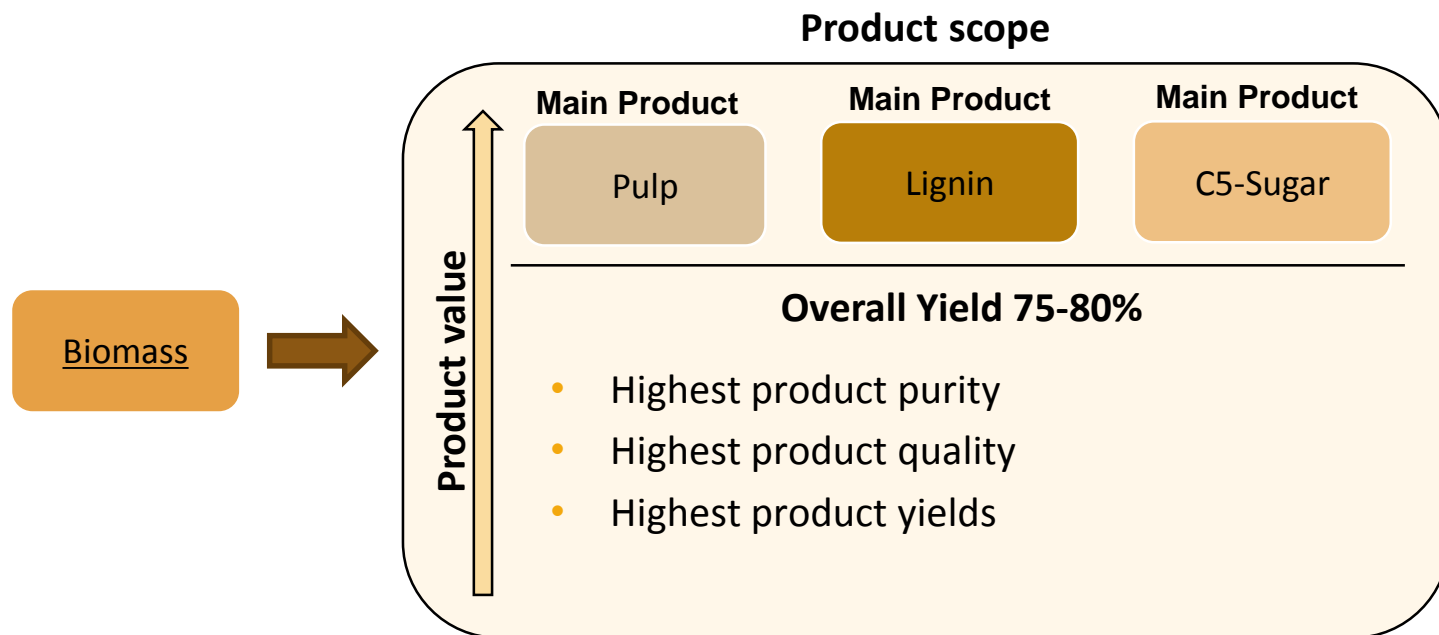 Product scope
Main Product
Main Product
Main Product
Pulp
Lignin
C5-Sugar
Product value
Overall Yield 75-80%
Biomass
• Highest product purity
• Highest product quality
• Highest product yields